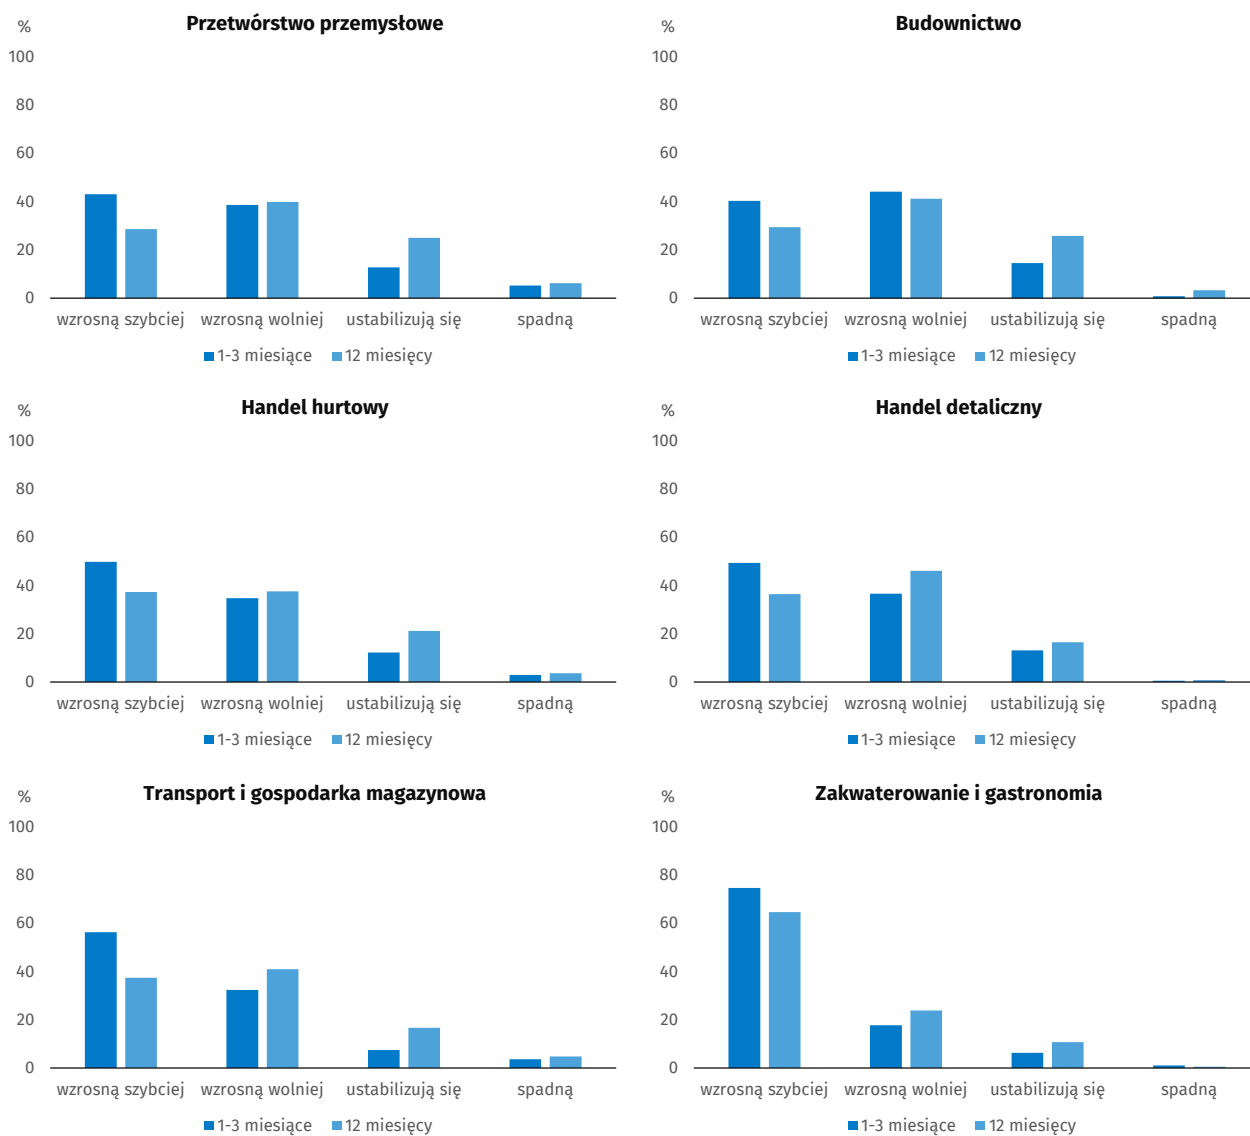 Przetwórstwo przemysłowe
%
100
80
60
40
20
0
wzrosną szybciej wzrosną wolniej ustabilizują się spadną
1-3 miesiące 12 miesięcy
Budownictwo
%
100
80
60
40
20
0
wzrosną szybciej wzrosną wolniej ustabilizują się spadną
1-3 miesiące 12 miesięcy
Handel hurtowy
%
100
80
60
40
20
0
wzrosną szybciej wzrosną wolniej ustabilizują się spadną
1-3 miesiące 12 miesięcy
Handel detaliczny
%
100
80
60
40
20
0
wzrosną szybciej wzrosną wolniej ustabilizują się spadną
1-3 miesiące 12 miesięcy
Transport i gospodarka magazynowa
%
100
80
60
40
20
0
wzrosną szybciej wzrosną wolniej ustabilizują się spadną
1-3 miesiące 12 miesięcy
Zakwaterowanie i gastronomia
%
100
80
60
40
20
0
wzrosną szybciej wzrosną wolniej ustabilizują się spadną
1-3 miesiące 12 miesięcy